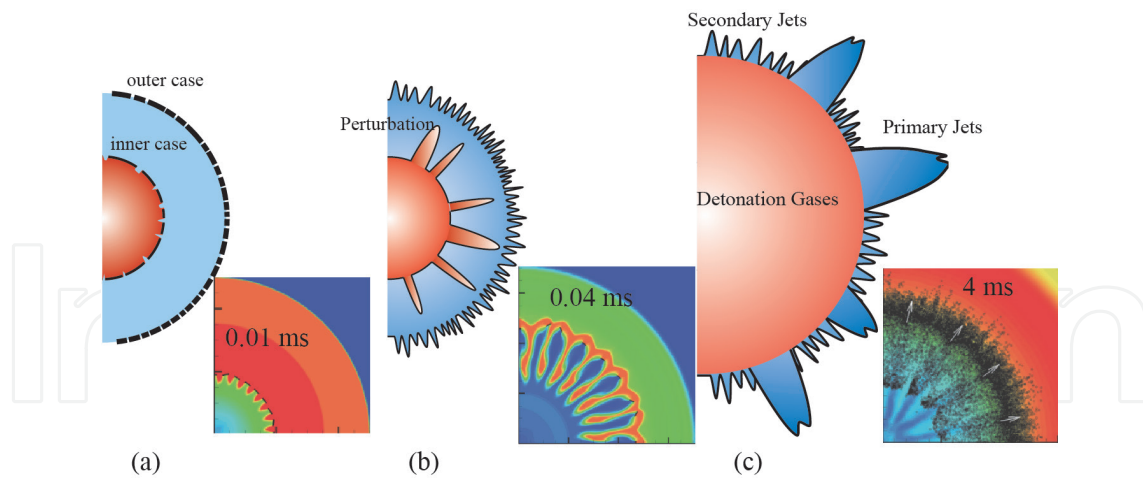 Secondary Jets
outer case
inner case
Perturbation
Primary Jets
Detonation Gases
0.01 ms
0.04 ms
4 ms
(a)
(b)
(c)